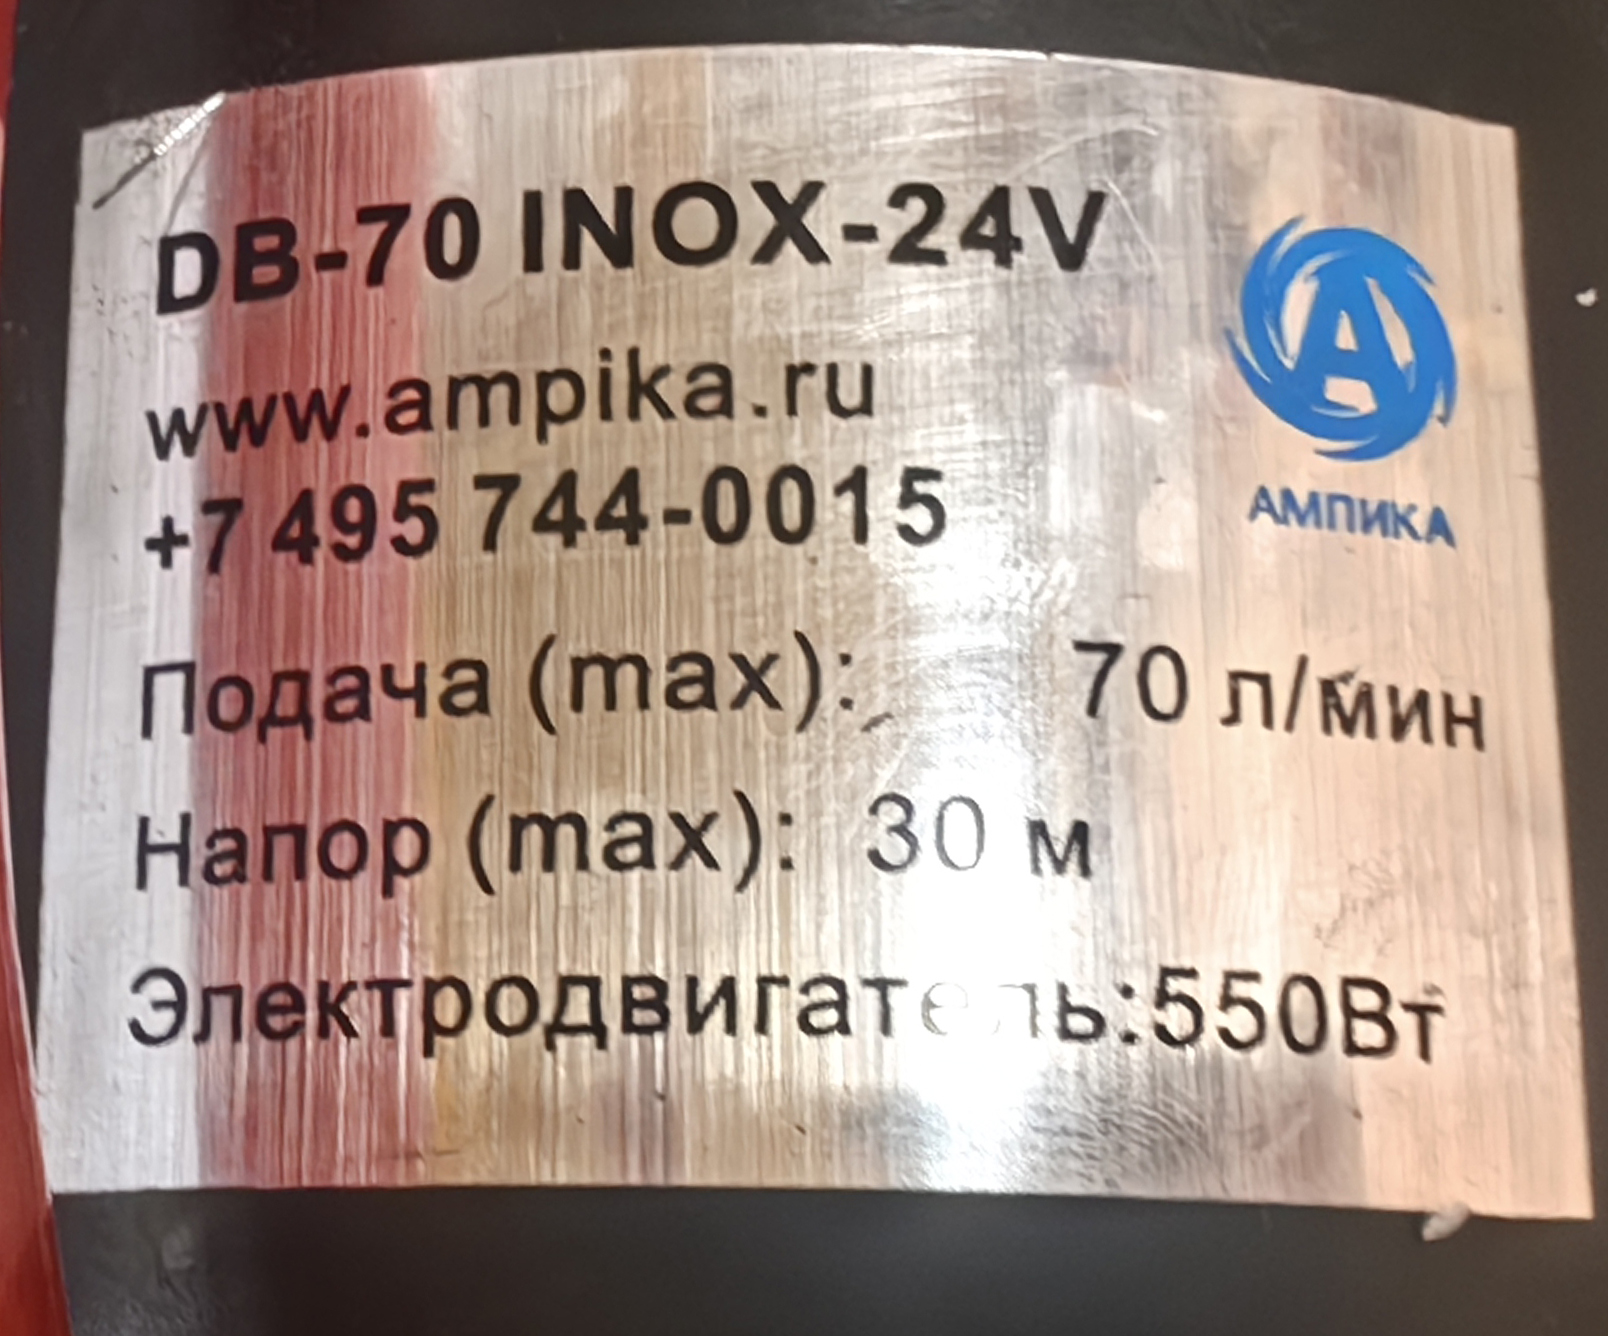 DB-70 INOX-24V
www.ampika.ru
+7 495 744-0015
АМПИКА
Подача (max): 70 л/мин
Напор (max): 30 м
Электродвигатель:550Вт